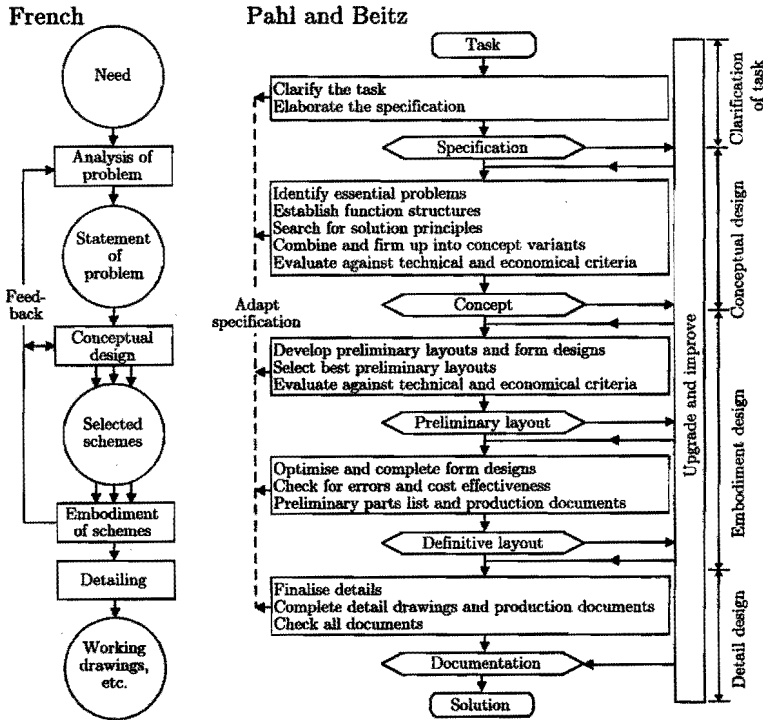 French
Need
Analysis of
problem
Statement
of
problem
Feed-
back
Conceptual
design
Selected
schemes
Embodiment
of schemes
Detailing
Working
drawings,
etc.
Pahl and Beitz
Task
Clarify the task
Elaborate the specification
Specification
Identify essential problems
Establish function structures
Search for solution principles
Combine and firm up into concept variants
Evaluate against technical and economical criteria
Concept
Adapt
specification
Develop preliminary layouts and form designs
Select best preliminary layouts
Evaluate against technical and economical criteria
Preliminary layout
Optimise and complete form designs
Check for errors and cost effectiveness
Preliminary parts list and production documents
Definitive layout
Finalise details
Complete detail drawings and production documents
Check all documents
Documentation
Solution
Upgrade and improve
Clarification
of task
Conceptual design
Embodiment design
Detail design